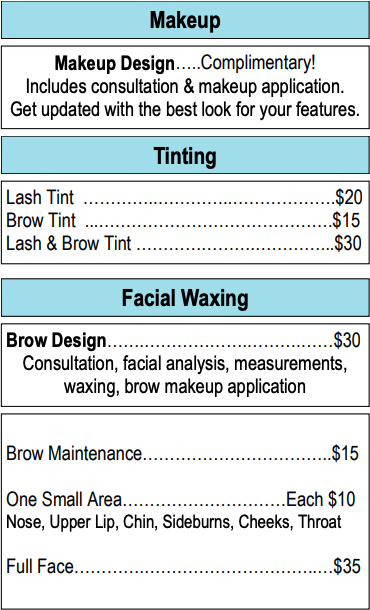 Makeup
Makeup Design…..Complimentary!
Includes consultation & makeup application.
Get updated with the best look for your features.
Tinting
Lash Tint …………..…………..……………….$20
Brow Tint ...………………………………….$15
Lash & Brow Tint ………………….…………..$30
Facial Waxing
Brow Design…….……………….……….……$30
Consultation, facial analysis, measurements,
waxing, brow makeup application
Brow Maintenance…………………………….$15
One Small Area………………………Each $10
Nose, Upper Lip, Chin, Sideburns, Cheeks, Throat
Full Face………….………………………..…$35